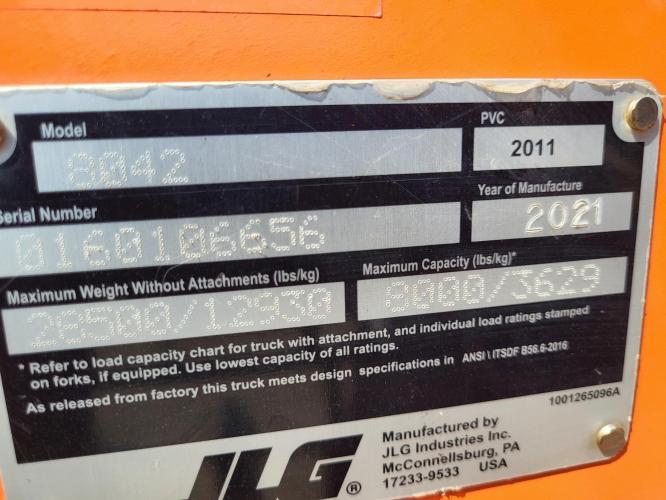 Model
8042
PVC
2011
Serial Number
0160106656
Year of Manufacture
2021
Maximum Weight Without Attachments (lbs/kg)
28500/12930
Maximum Capacity (lbs/kg)*
8000/3629
* Refer to load capacity chart for truck with attachment, and individual load ratings stamped
on forks, if equipped. Use lowest capacity of all ratings.
As released from factory this truck meets design specifications in ANSI \ ITSDF B56.6-2016
1001265096A
JLG®
Manufactured by
JLG Industries Inc.
McConnellsburg, PA
17233-9533 USA